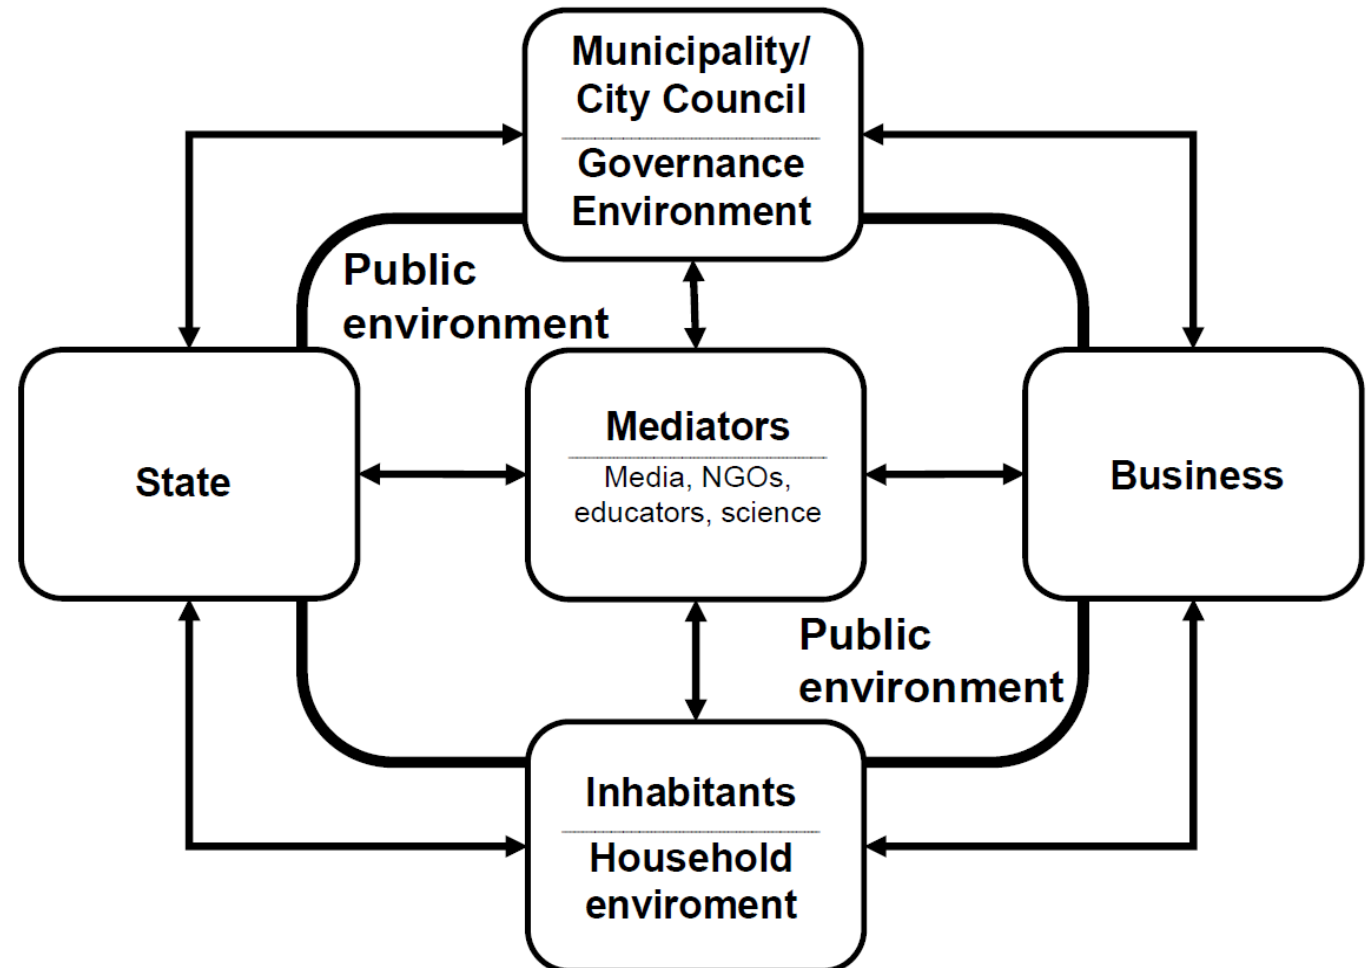 Municipality/
City Council
Governance
Environment
Public
environment
State
Mediators
Media, NGOs,
educators, science
Business
Public
environment
Inhabitants
Household
enviroment